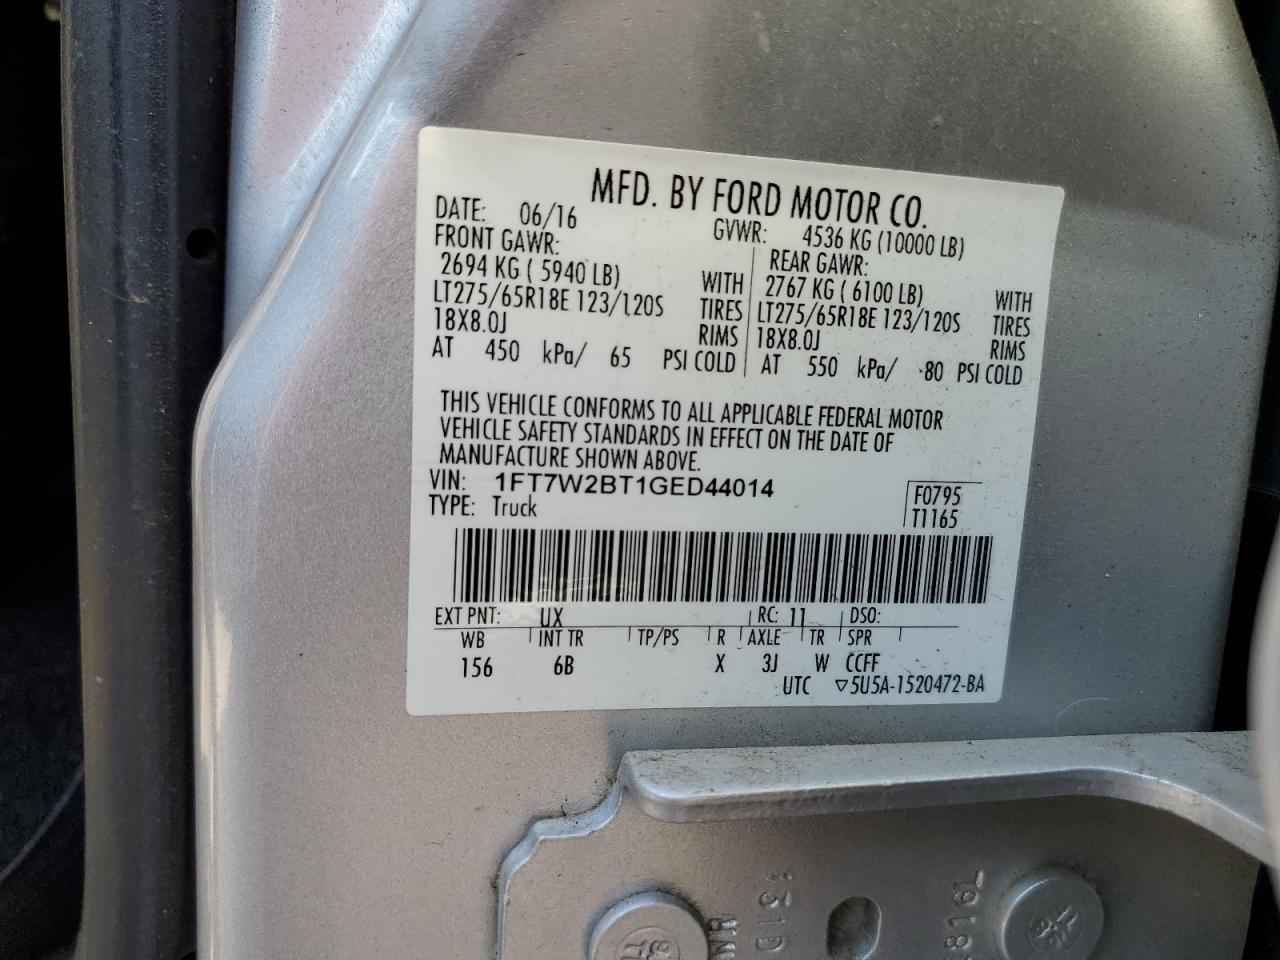 MFD. BY FORD MOTOR CO.
DATE: 06/16 GVWR: 4536 KG (10000 LB)
FRONT GAWR: REAR GAWR:
2694 KG ( 5940 LB) WITH 2767 KG ( 6100 LB) WITH
LT275/65R18E 123/120S TIRES LT275/65R18E 123/120S TIRES
18X8.0J RIMS 18X8.0J RIMS
AT 450 kPa/ 65 PSI COLD AT 550 kPa/ 80 PSI COLD
THIS VEHICLE CONFORMS TO ALL APPLICABLE FEDERAL MOTOR
VEHICLE SAFETY STANDARDS IN EFFECT ON THE DATE OF
MANUFACTURE SHOWN ABOVE.
VIN: 1FT7W2BT1GED44014 F0795
TYPE: Truck T1165
EXT PNT: UX RC: 11 DSO:
WB INT TR TP/PS R AXLE TR SPR
156 6B X 3J W CCFF
UTC ▽5U5A-1520472-BA